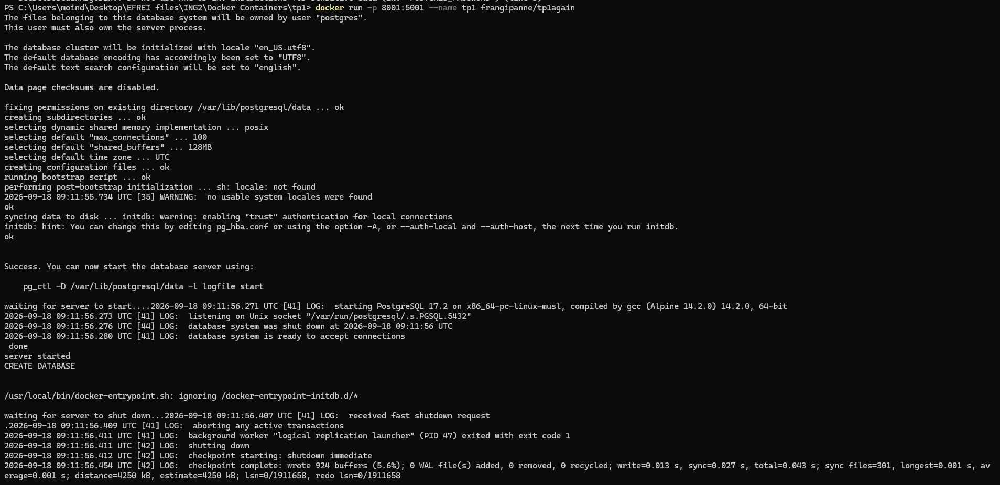 PS C:\Users\moind\Desktop\EFREI files\ING2\Docker Containers\tp1> docker run -p 8001:5001 --name tp1 frangipanne/tp1again
The files belonging to this database system will be owned by user "postgres".
This user must also own the server process.
The database cluster will be initialized with locale "en_US.utf8".
The default database encoding has accordingly been set to "UTF8".
The default text search configuration will be set to "english".
Data page checksums are disabled.
fixing permissions on existing directory /var/lib/postgresql/data ... ok
creating subdirectories ... ok
selecting dynamic shared memory implementation ... posix
selecting default "max_connections" ... 100
selecting default "shared_buffers" ... 128MB
selecting default time zone ... UTC
creating configuration files ... ok
running bootstrap script ... ok
performing post-bootstrap initialization ... sh: locale: not found
2026-09-18 09:11:55.734 UTC [35] WARNING:  no usable system locales were found
ok
syncing data to disk ... initdb: warning: enabling "trust" authentication for local connections
initdb: hint: You can change this by editing pg_hba.conf or using the option -A, or --auth-local and --auth-host, the next time you run initdb.
ok
Success. You can now start the database server using:
    pg_ctl -D /var/lib/postgresql/data -l logfile start
waiting for server to start....2026-09-18 09:11:56.271 UTC [41] LOG:  starting PostgreSQL 17.2 on x86_64-pc-linux-musl, compiled by gcc (Alpine 14.2.0) 14.2.0, 64-bit
2026-09-18 09:11:56.273 UTC [41] LOG:  listening on Unix socket "/var/run/postgresql/.s.PGSQL.5432"
2026-09-18 09:11:56.276 UTC [44] LOG:  database system was shut down at 2026-09-18 09:11:56 UTC
2026-09-18 09:11:56.280 UTC [41] LOG:  database system is ready to accept connections
 done
server started
CREATE DATABASE
/usr/local/bin/docker-entrypoint.sh: ignoring /docker-entrypoint-initdb.d/*
waiting for server to shut down...2026-09-18 09:11:56.407 UTC [41] LOG:  received fast shutdown request
.2026-09-18 09:11:56.409 UTC [41] LOG:  aborting any active transactions
2026-09-18 09:11:56.411 UTC [41] LOG:  background worker "logical replication launcher" (PID 47) exited with exit code 1
2026-09-18 09:11:56.411 UTC [42] LOG:  shutting down
2026-09-18 09:11:56.412 UTC [42] LOG:  checkpoint starting: shutdown immediate
2026-09-18 09:11:56.454 UTC [42] LOG:  checkpoint complete: wrote 924 buffers (5.6%); 0 WAL file(s) added, 0 removed, 0 recycled; write=0.013 s, sync=0.027 s, total=0.043 s; sync files=301, longest=0.001 s, av
erage=0.001 s; distance=4250 kB, estimate=4250 kB; lsn=0/1911658, redo lsn=0/1911658